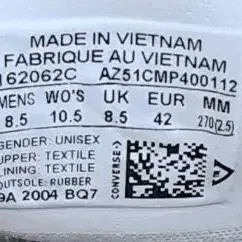 MADE IN VIETNAM
FABRIQUE AU VIETNAM
162062C AZ51CMP400112
MENS WO'S UK EUR MM
8.5 10.5 8.5 42 270(2.5)
GENDER: UNISEX
UPPER: TEXTILE
LINING: TEXTILE
OUTSOLE: RUBBER
9A 2004 BQ7
CONVERSE